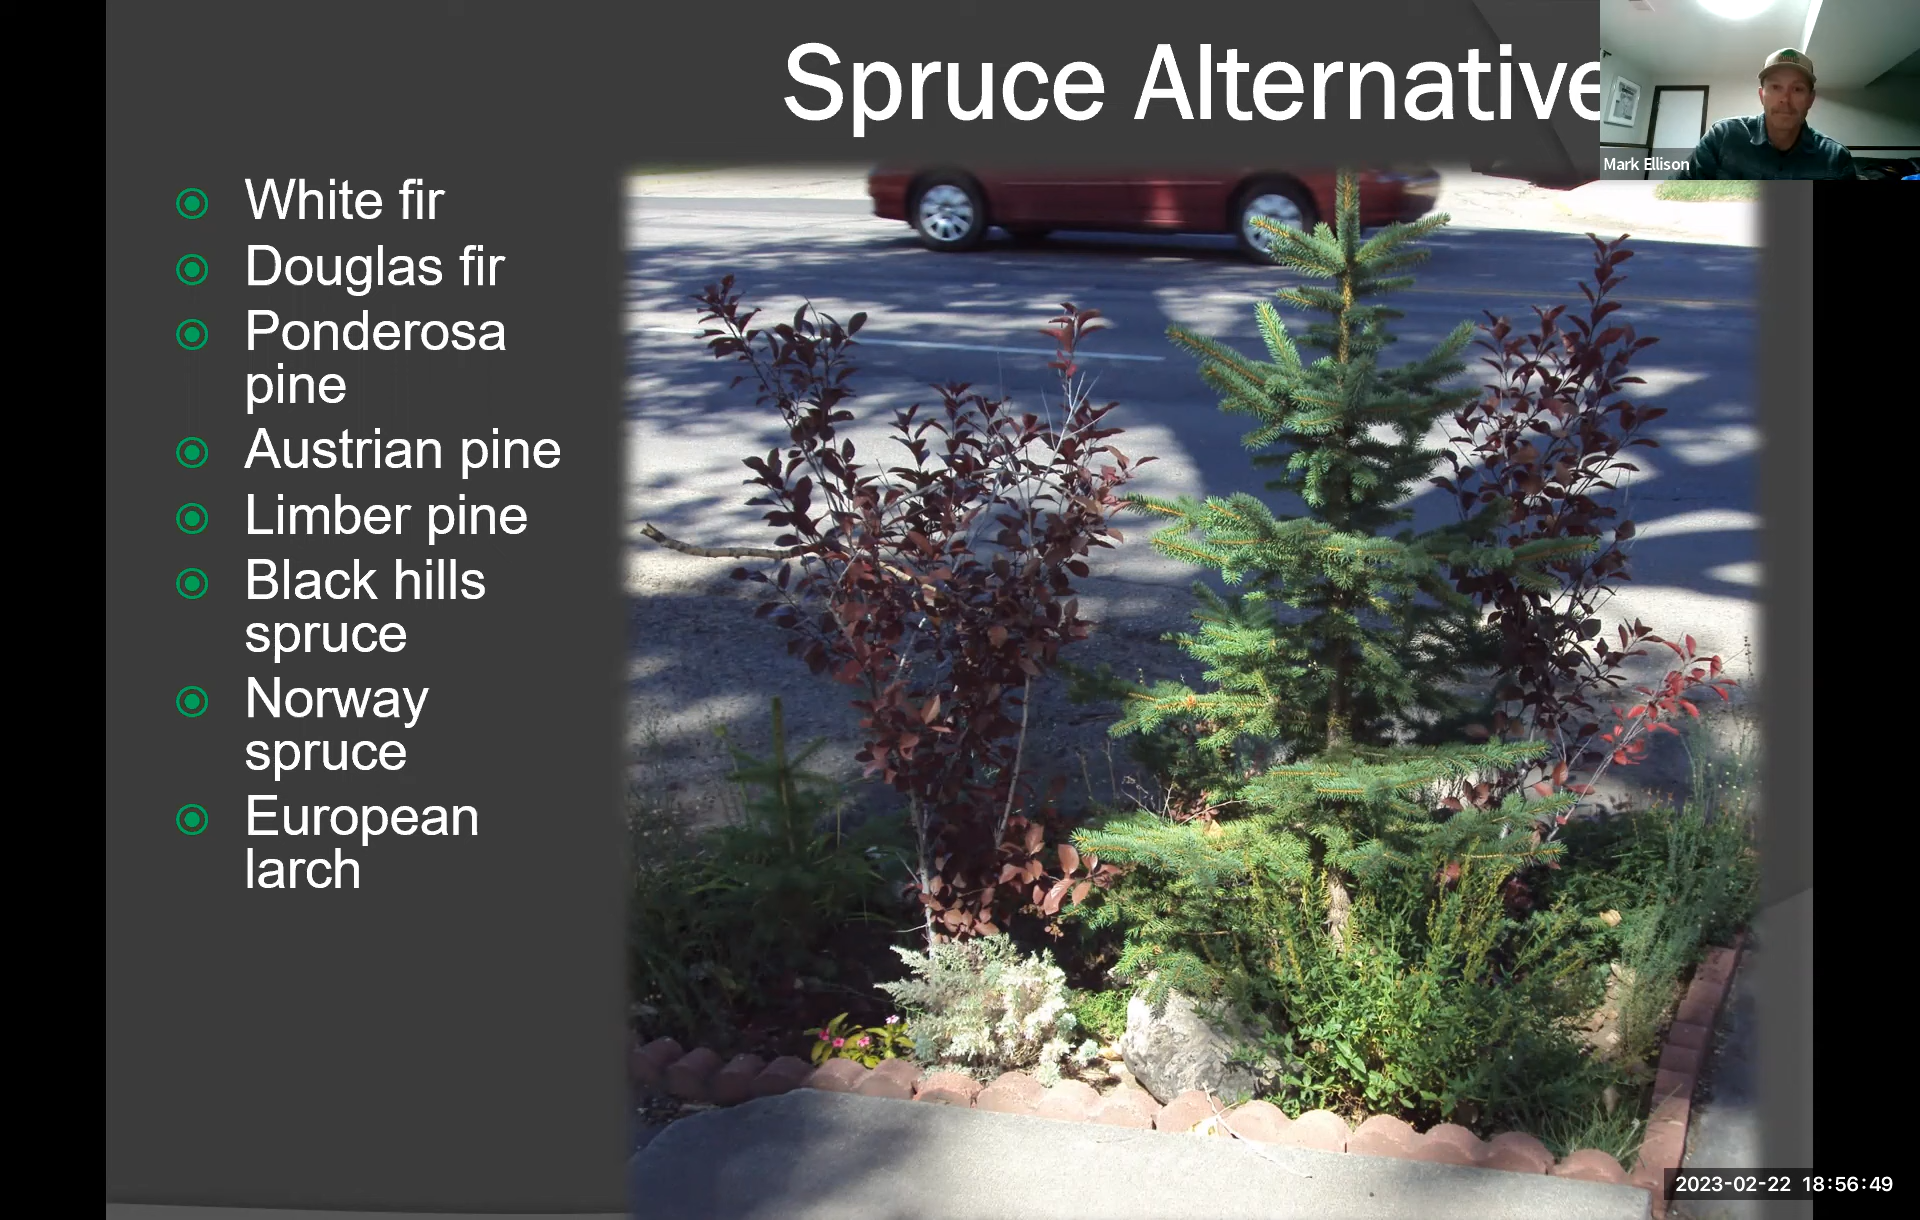 Spruce Alternative
Mark Ellison
White fir
Douglas fir
Ponderosa
pine
Austrian pine
Limber pine
Black hills
spruce
Norway
spruce
European
larch
2023-02-22 18:56:49